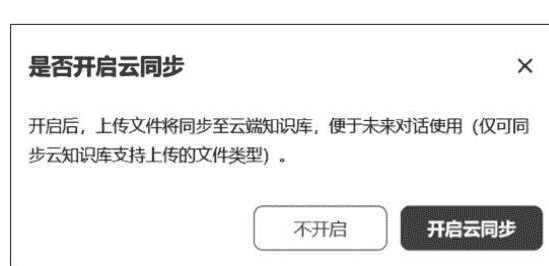 是否开启云同步
开启后，上传文件将同步至云端知识库，便于未来对话使用（仅可同
步云知识库支持上传的文件类型）。
不开启
开启云同步